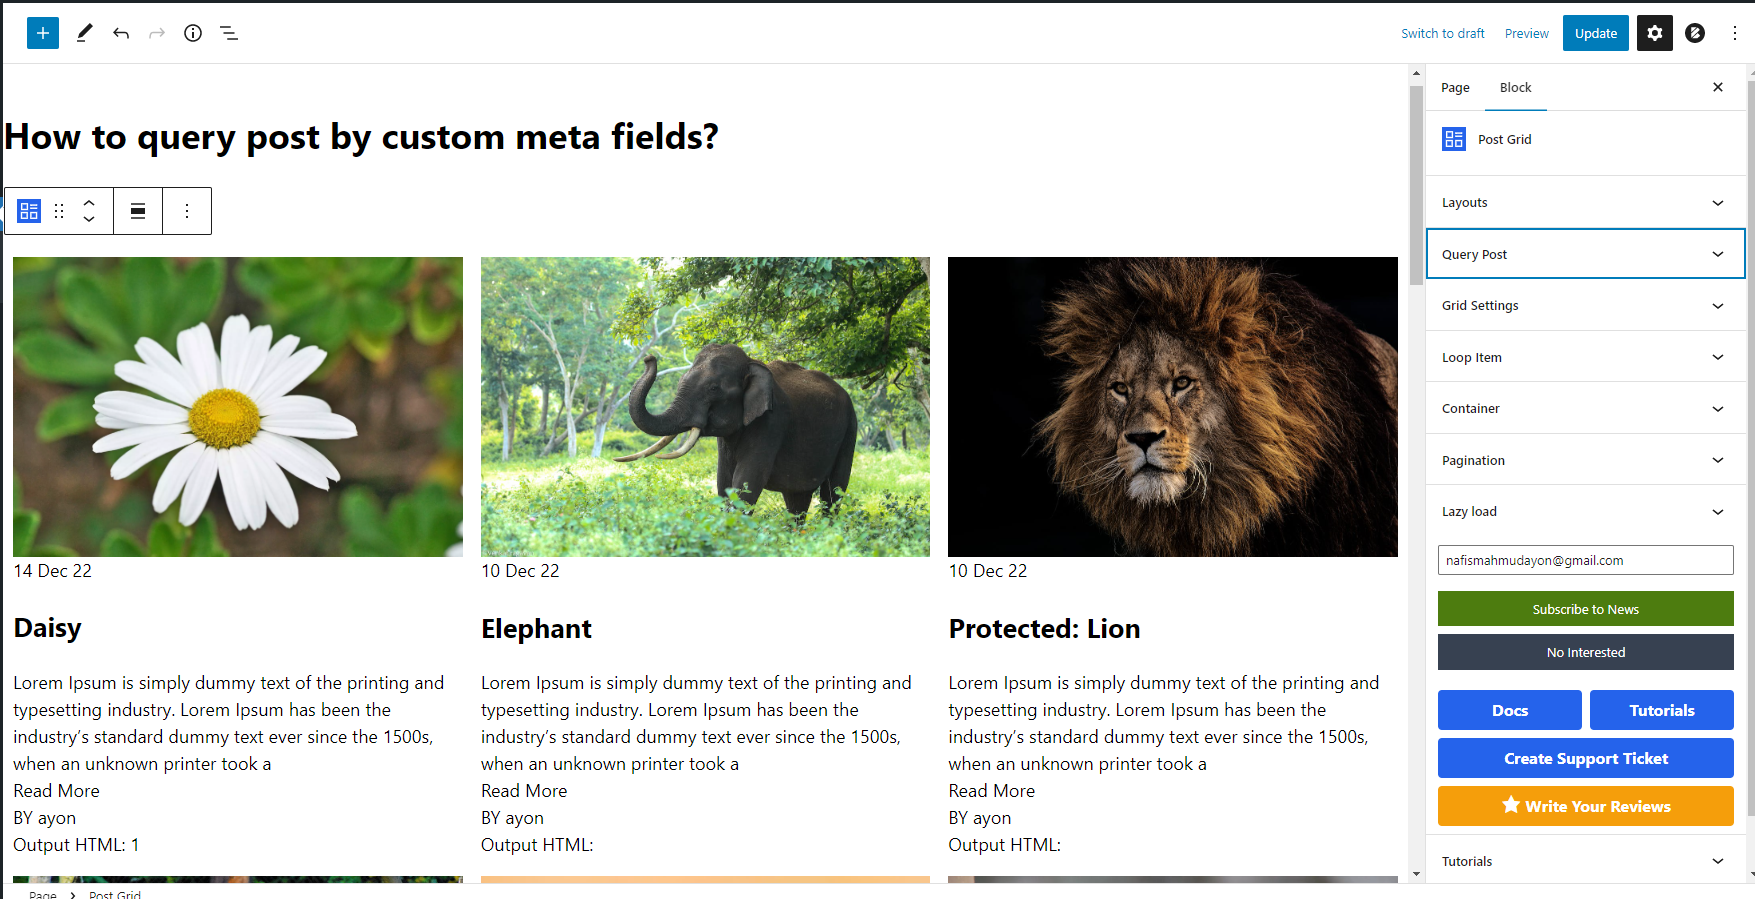 Switch to draft
Preview
Update
How to query post by custom meta fields?
14 Dec 22
Daisy
Lorem Ipsum is simply dummy text of the printing and
typesetting industry. Lorem Ipsum has been the
industry’s standard dummy text ever since the 1500s,
when an unknown printer took a
Read More
BY ayon
Output HTML: 1
10 Dec 22
Elephant
Lorem Ipsum is simply dummy text of the printing and
typesetting industry. Lorem Ipsum has been the
industry’s standard dummy text ever since the 1500s,
when an unknown printer took a
Read More
BY ayon
Output HTML:
10 Dec 22
Protected: Lion
Lorem Ipsum is simply dummy text of the printing and
typesetting industry. Lorem Ipsum has been the
industry’s standard dummy text ever since the 1500s,
when an unknown printer took a
Read More
BY ayon
Output HTML:
Page
Block
Post Grid
Layouts
Query Post
Grid Settings
Loop Item
Container
Pagination
Lazy load
nafismahmudayon@gmail.com
Subscribe to News
No Interested
Docs
Tutorials
Create Support Ticket
Write Your Reviews
Tutorials
Page
Post Grid